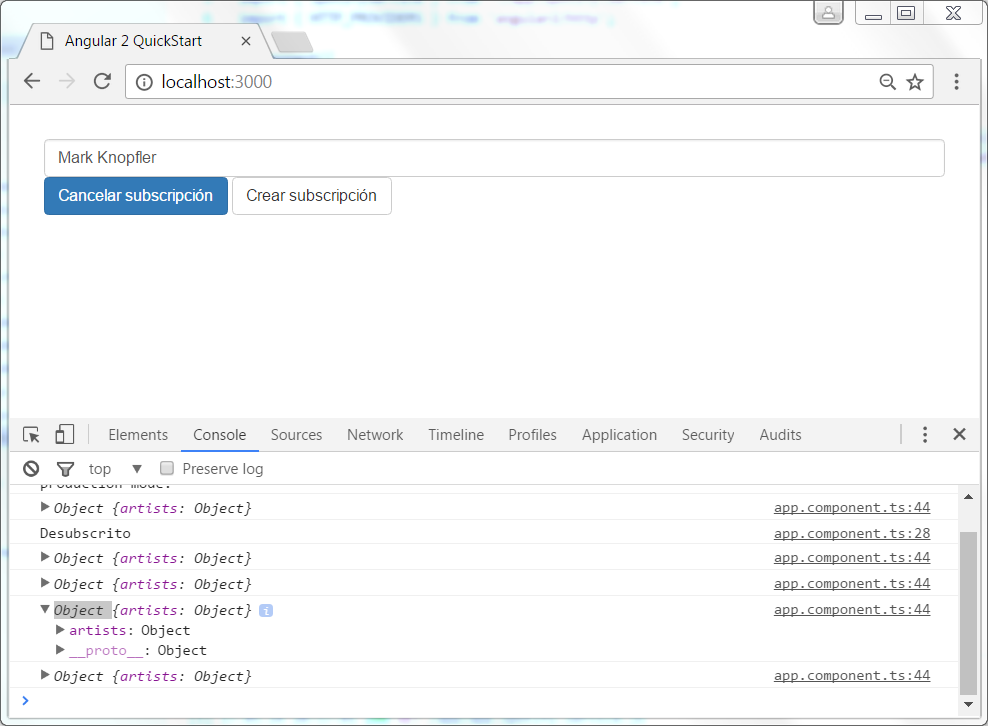 Angular 2 QuickStart
localhost:3000
Mark Knopfler
Cancelar subscripción Crear subscripción
Elements Console Sources Network Timeline Profiles Application Security Audits
top Preserve log
production mode.
Object {artists: Object} app.component.ts:44
Desubscrito app.component.ts:28
Object {artists: Object} app.component.ts:44
Object {artists: Object} app.component.ts:44
Object {artists: Object} i app.component.ts:44
artists: Object
__proto__: Object
Object {artists: Object} app.component.ts:44